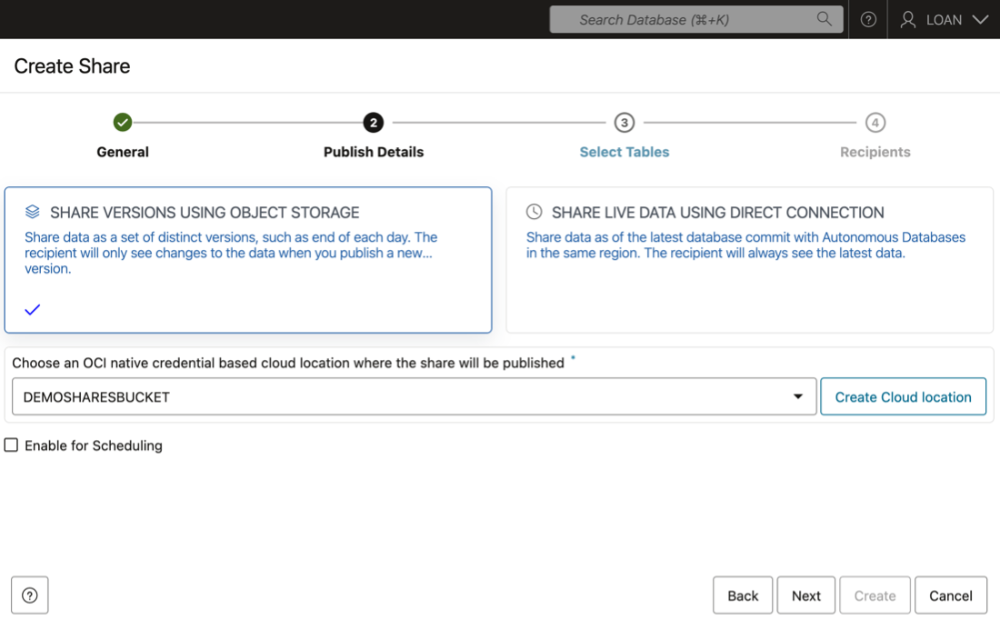 Search Database (⌘+K)
LOAN
Create Share
2
3
4
General
Publish Details
Select Tables
Recipients
SHARE VERSIONS USING OBJECT STORAGE
Share data as a set of distinct versions, such as end of each day. The
recipient will only see changes to the data when you publish a new...
version.
SHARE LIVE DATA USING DIRECT CONNECTION
Share data as of the latest database commit with Autonomous Databases
in the same region. The recipient will always see the latest data.
Choose an OCI native credential based cloud location where the share will be published *
DEMOSHARESBUCKET
Create Cloud location
Enable for Scheduling
Back
Next
Create
Cancel